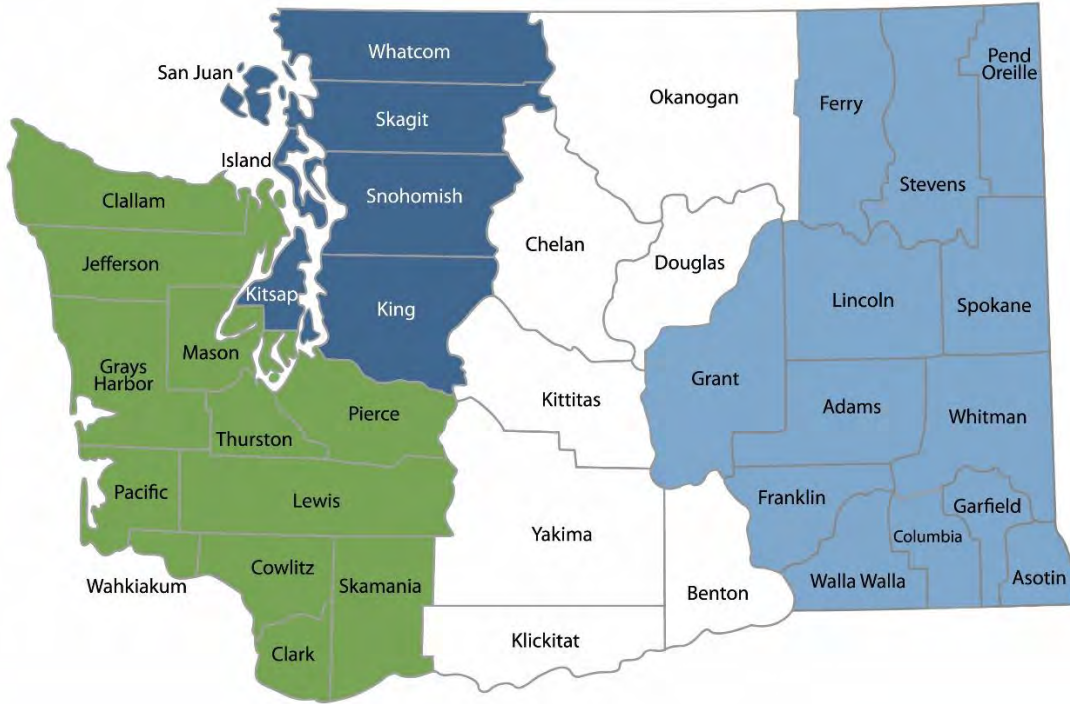 Whatcom
San Juan
Skagit
Island
Snohomish
Okanogan
Ferry
Pend
Oreille
Stevens
Clallam
Jefferson
Kitsap
King
Chelan
Douglas
Lincoln
Spokane
Grays
Harbor
Mason
Thurston
Pierce
Kittitas
Grant
Adams
Whitman
Pacific
Lewis
Yakima
Franklin
Garfield
Columbia
Wahkiakum
Cowlitz
Skamania
Benton
Walla Walla
Asotin
Clark
Klickitat